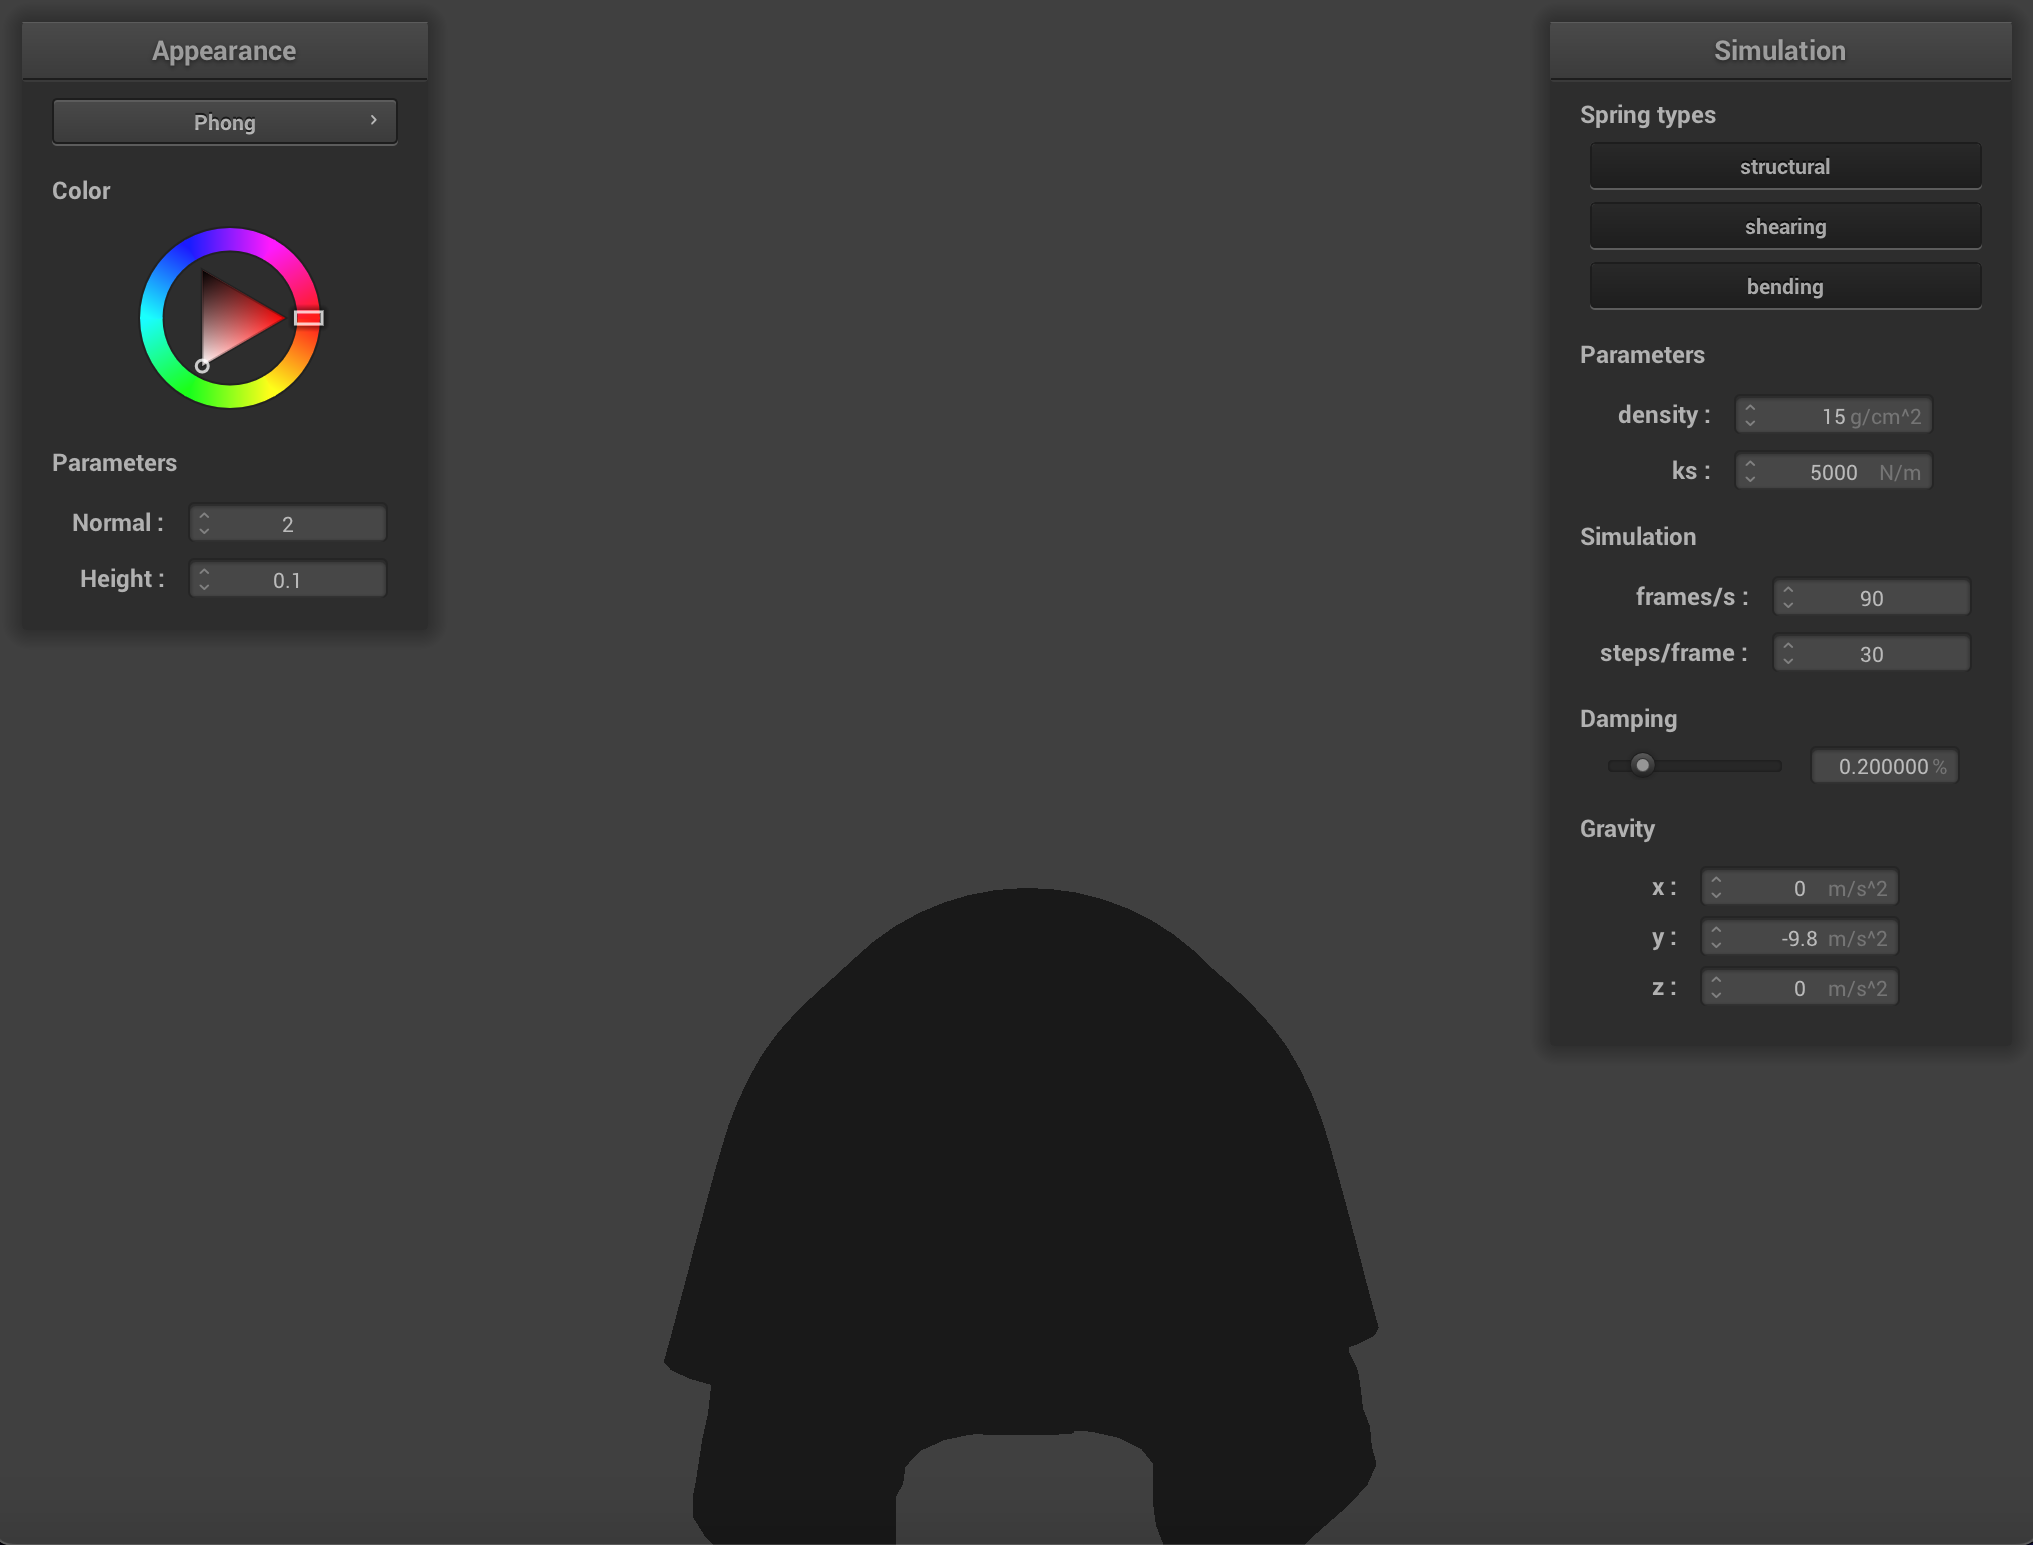 Appearance
Phong
Color
Parameters
Normal : 2
Height : 0.1
Simulation
Spring types
structural
shearing
bending
Parameters
density : 15 g/cm^2
ks : 5000 N/m
Simulation
frames/s : 90
steps/frame : 30
Damping
0.200000 %
Gravity
x : 0 m/s^2
y : -9.8 m/s^2
z : 0 m/s^2